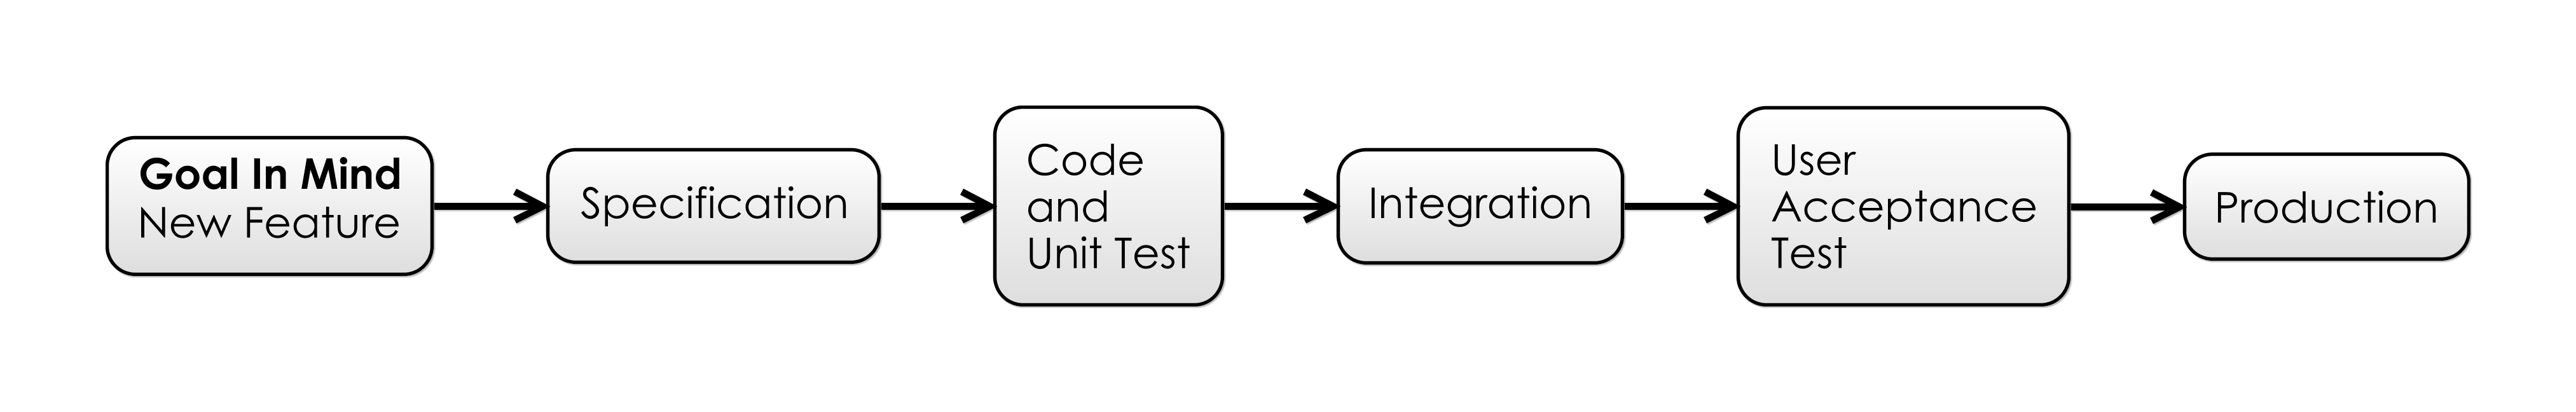 Goal In Mind
New Feature
Specification
Code
and
Unit Test
Integration
User
Acceptance
Test
Production